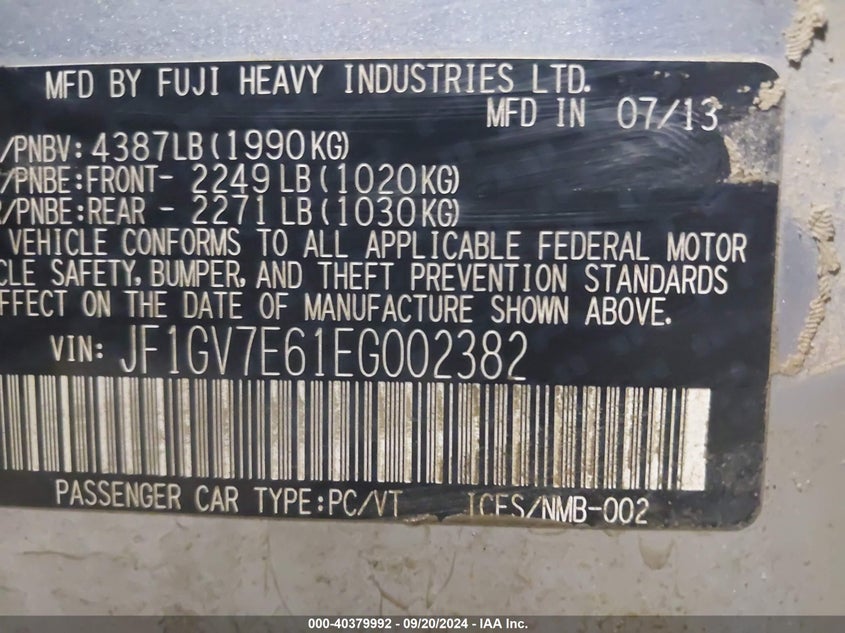 MFD BY FUJI HEAVY INDUSTRIES LTD.
MFD IN 07/13
/PNBV: 4387LB(1990KG)
/PNBE:FRONT- 2249LB(1020KG)
/PNBE:REAR - 2271LB(1030KG)
VEHICLE CONFORMS TO ALL APPLICABLE FEDERAL MOTOR
CLE SAFETY, BUMPER, AND THEFT PREVENTION STANDARDS
FFECT ON THE DATE OF MANUFACTURE SHOWN ABOVE.
VIN: JF1GV7E61EG002382
PASSENGER CAR TYPE:PC/VT ICES/NMB-002
000-40379992 - 09/20/2024 - IAA Inc.